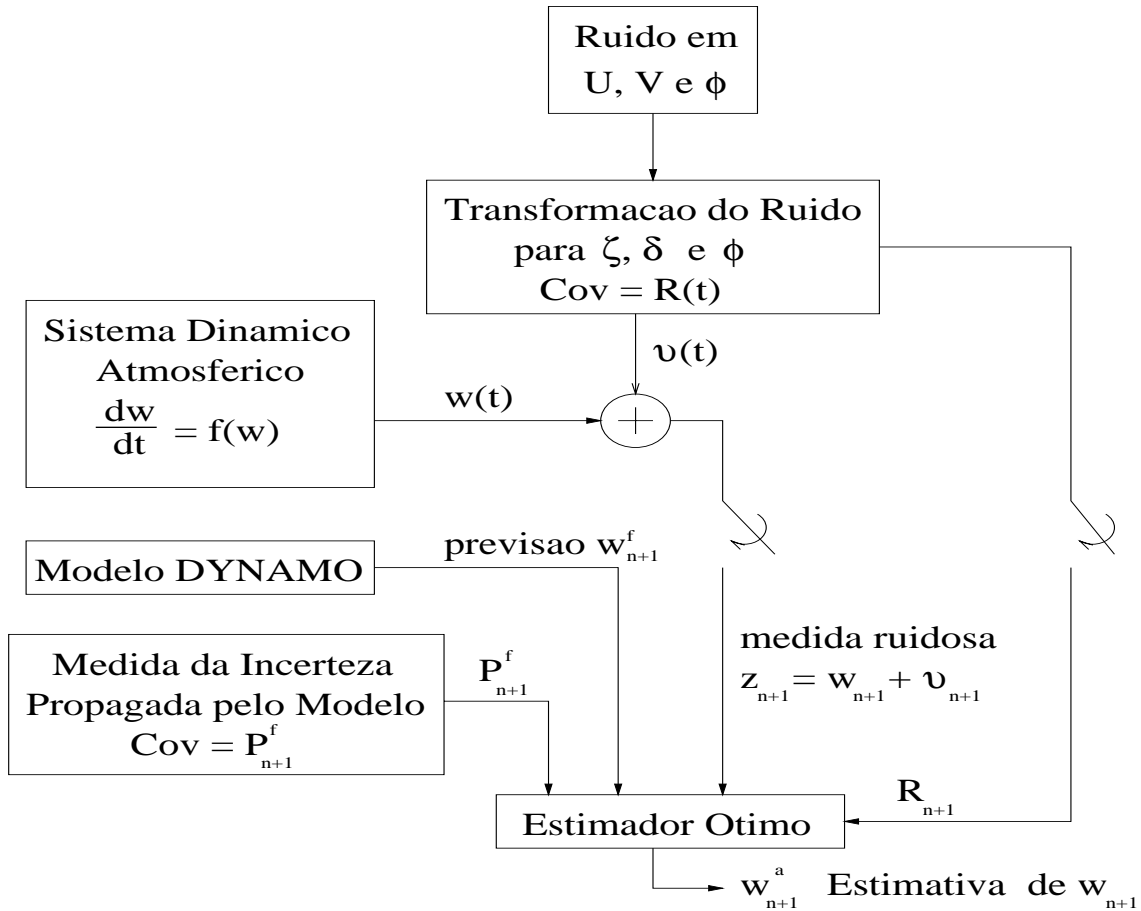 Ruido em
U, V e ϕ
Transformacao do Ruido
para ζ, δ e ϕ
Cov = R(t)
Sistema Dinamico
Atmosferico
dw/dt = f(w)
υ(t)
w(t)
+
previsao w^f_{n+1}
Modelo DYNAMO
medida ruidosa
z_{n+1} = w_{n+1} + υ_{n+1}
Medida da Incerteza
Propagada pelo Modelo
Cov = P^f_{n+1}
P^f_{n+1}
R_{n+1}
Estimador Otimo
w^a_{n+1} Estimativa de w_{n+1}